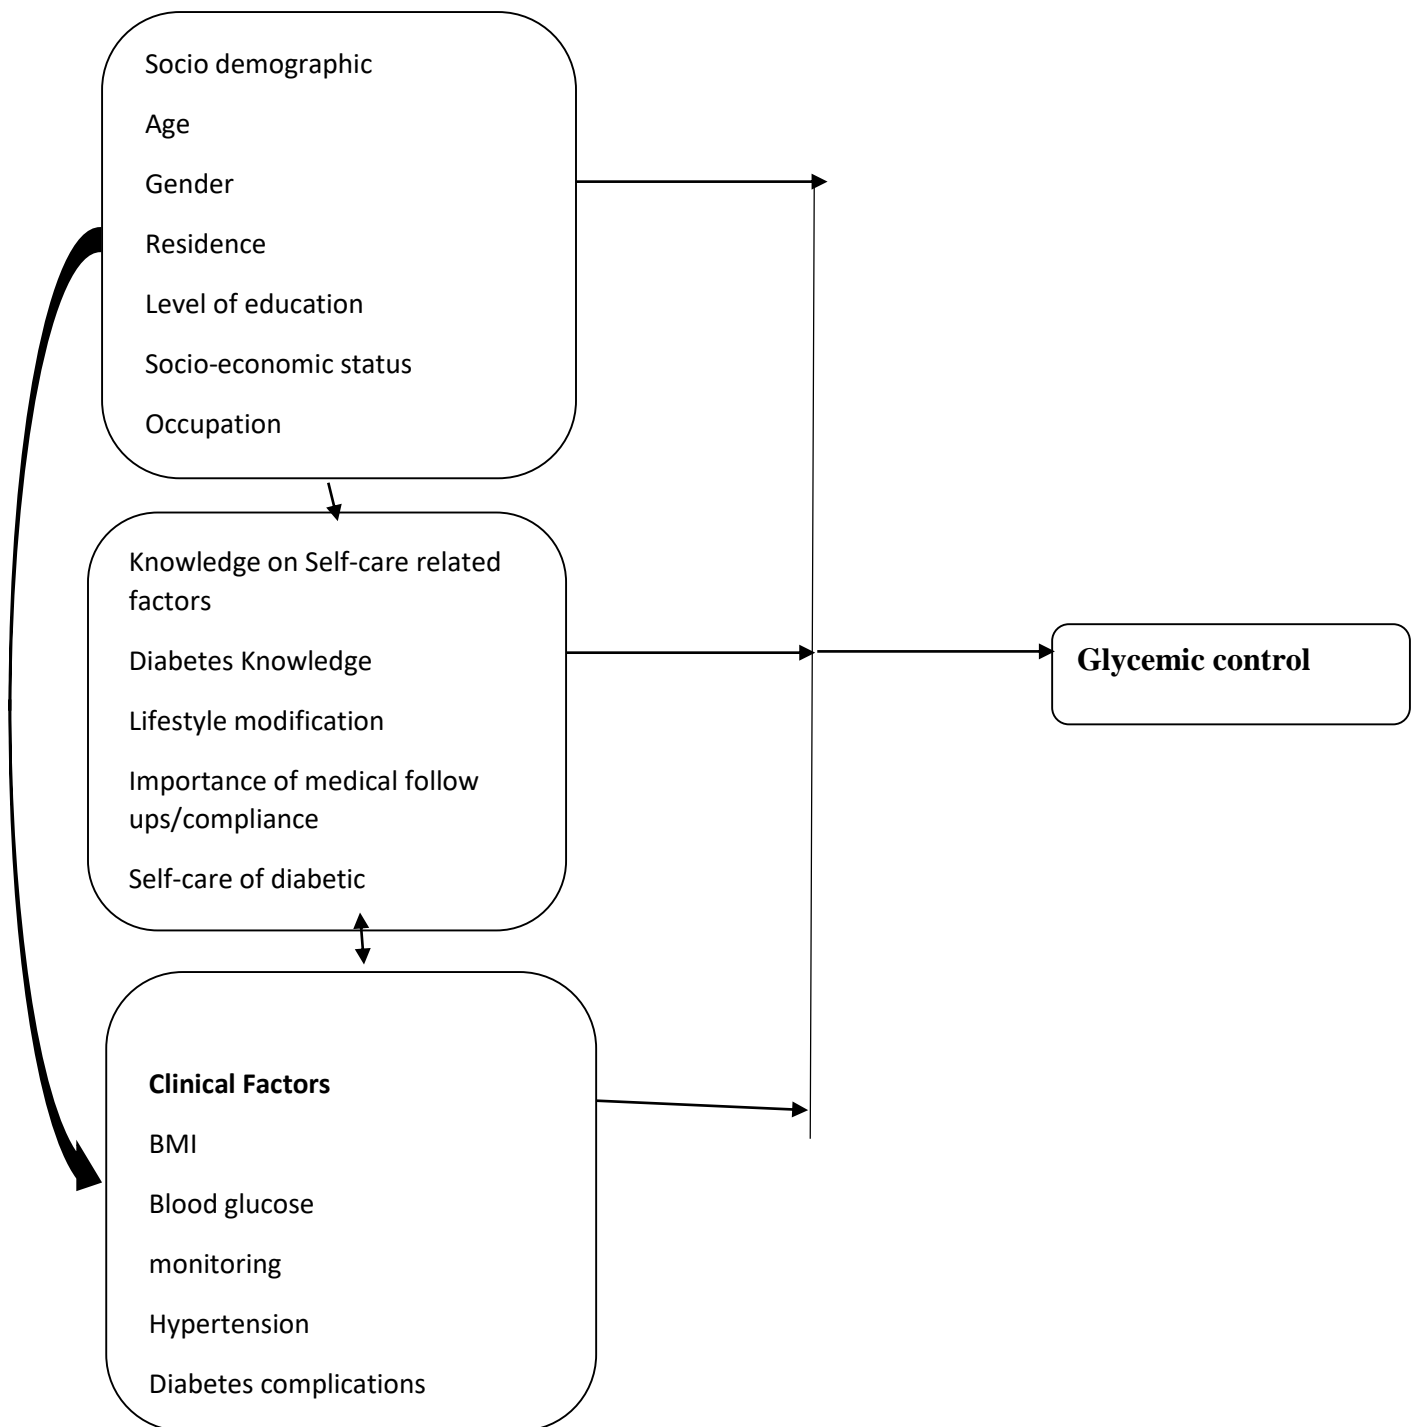 Socio demographic
Age
Gender
Residence
Level of education
Socio-economic status
Occupation
Knowledge on Self-care related
factors
Diabetes Knowledge
Lifestyle modification
Importance of medical follow
ups/compliance
Self-care of diabetic
Glycemic control
Clinical Factors
BMI
Blood glucose
monitoring
Hypertension
Diabetes complications